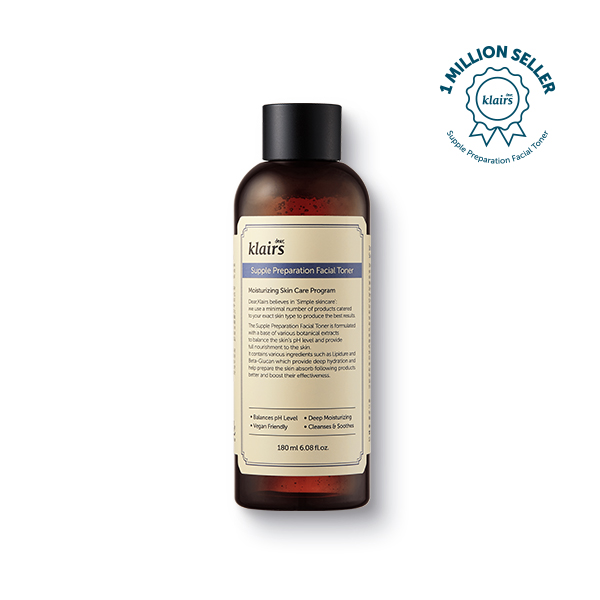 1 MILLION SELLER
dear,
klairs
Supple Preparation Facial Toner
dear,
klairs
Supple Preparation Facial Toner
Moisturizing Skin Care Program
Dear,Klairs believes in 'Simple skincare';
we use a minimal number of products catered
to your exact skin type to produce the best results.
The Supple Preparation Facial Toner is formulated
with a base of various botanical extracts
to balance the skin's pH level and provide
full nourishment to the skin.
It contains various ingredients such as Lipidure and
Beta-Glucan which provide deep hydration and
help prepare the skin absorb following products
better and boost their effectiveness.
• Balances pH Level • Deep Moisturizing
• Vegan Friendly • Cleanses & Soothes
180 ml 6.08 fl.oz.